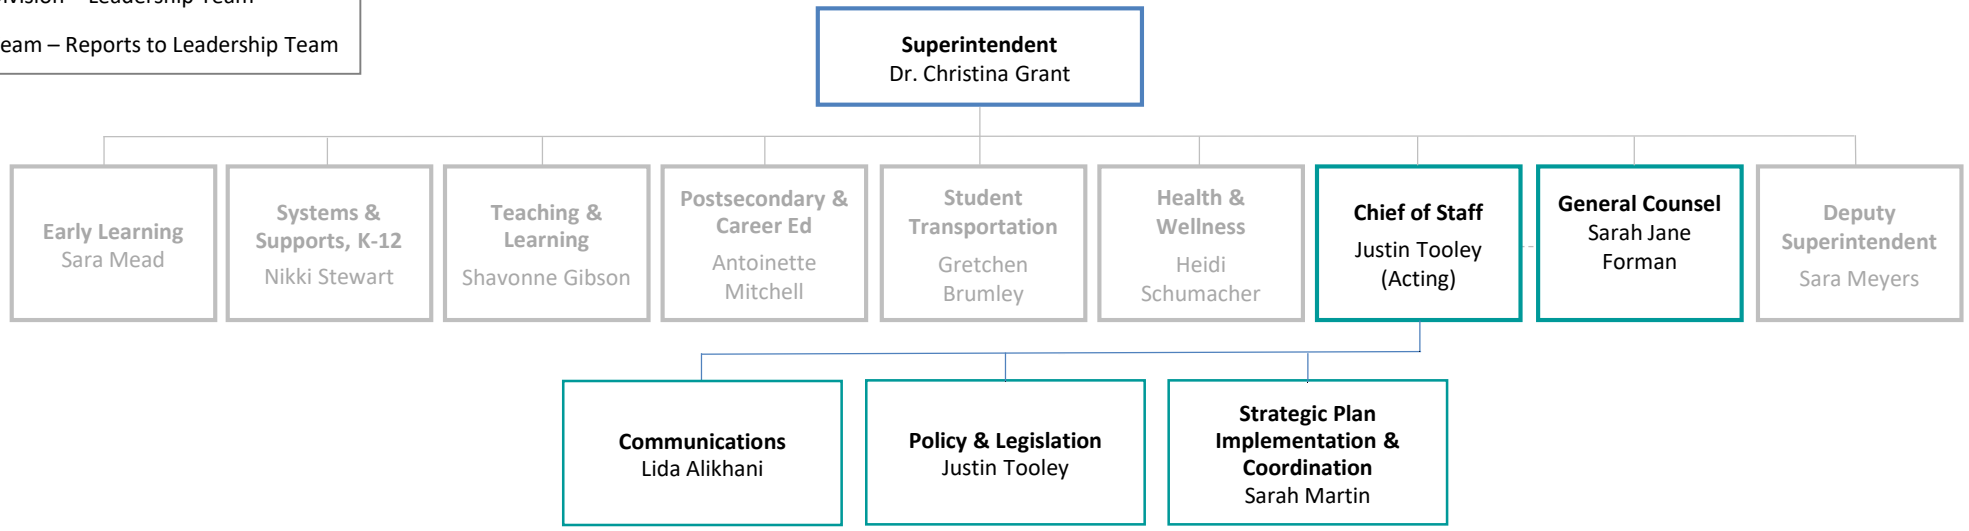 Leadership Team
eam – Reports to Leadership Team
Superintendent
Dr. Christina Grant
Early Learning
Sara Mead
Systems &
Supports, K-12
Nikki Stewart
Teaching &
Learning
Shavonne Gibson
Postsecondary &
Career Ed
Antoinette
Mitchell
Student
Transportation
Gretchen
Brumley
Health &
Wellness
Heidi
Schumacher
Chief of Staff
Justin Tooley
(Acting)
General Counsel
Sarah Jane
Forman
Deputy
Superintendent
Sara Meyers
Communications
Lida Alikhani
Policy & Legislation
Justin Tooley
Strategic Plan
Implementation &
Coordination
Sarah Martin